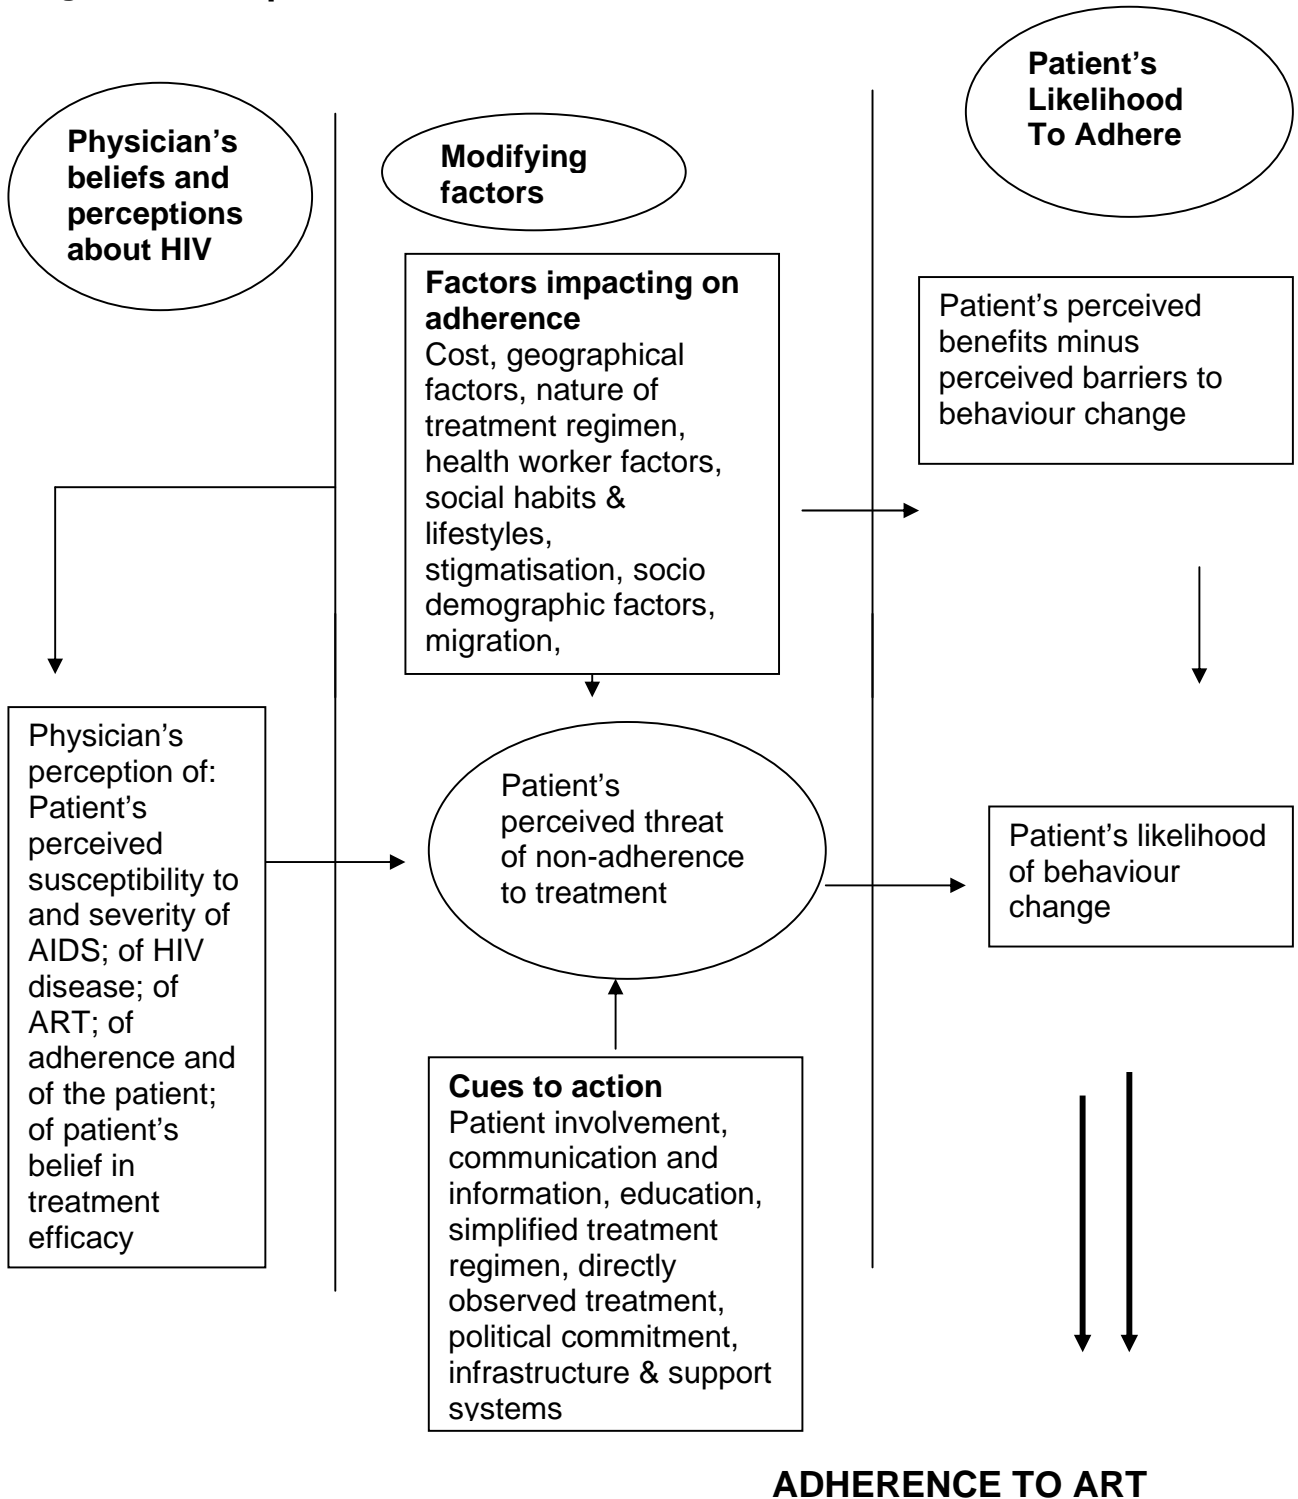 Physician's
beliefs and
perceptions
about HIV
Modifying
factors
Patient's
Likelihood
To Adhere
Factors impacting on
adherence
Cost, geographical
factors, nature of
treatment regimen,
health worker factors,
social habits &
lifestyles,
stigmatisation, socio
demographic factors,
migration,
Patient's perceived
benefits minus
perceived barriers to
behaviour change
Physician's
perception of:
Patient's
perceived
susceptibility to
and severity of
AIDS; of HIV
disease; of
ART; of
adherence and
of the patient;
of patient's
belief in
treatment
efficacy
Patient's
perceived threat
of non-adherence
to treatment
Patient's likelihood
of behaviour
change
Cues to action
Patient involvement,
communication and
information, education,
simplified treatment
regimen, directly
observed treatment,
political commitment,
infrastructure & support
systems
ADHERENCE TO ART